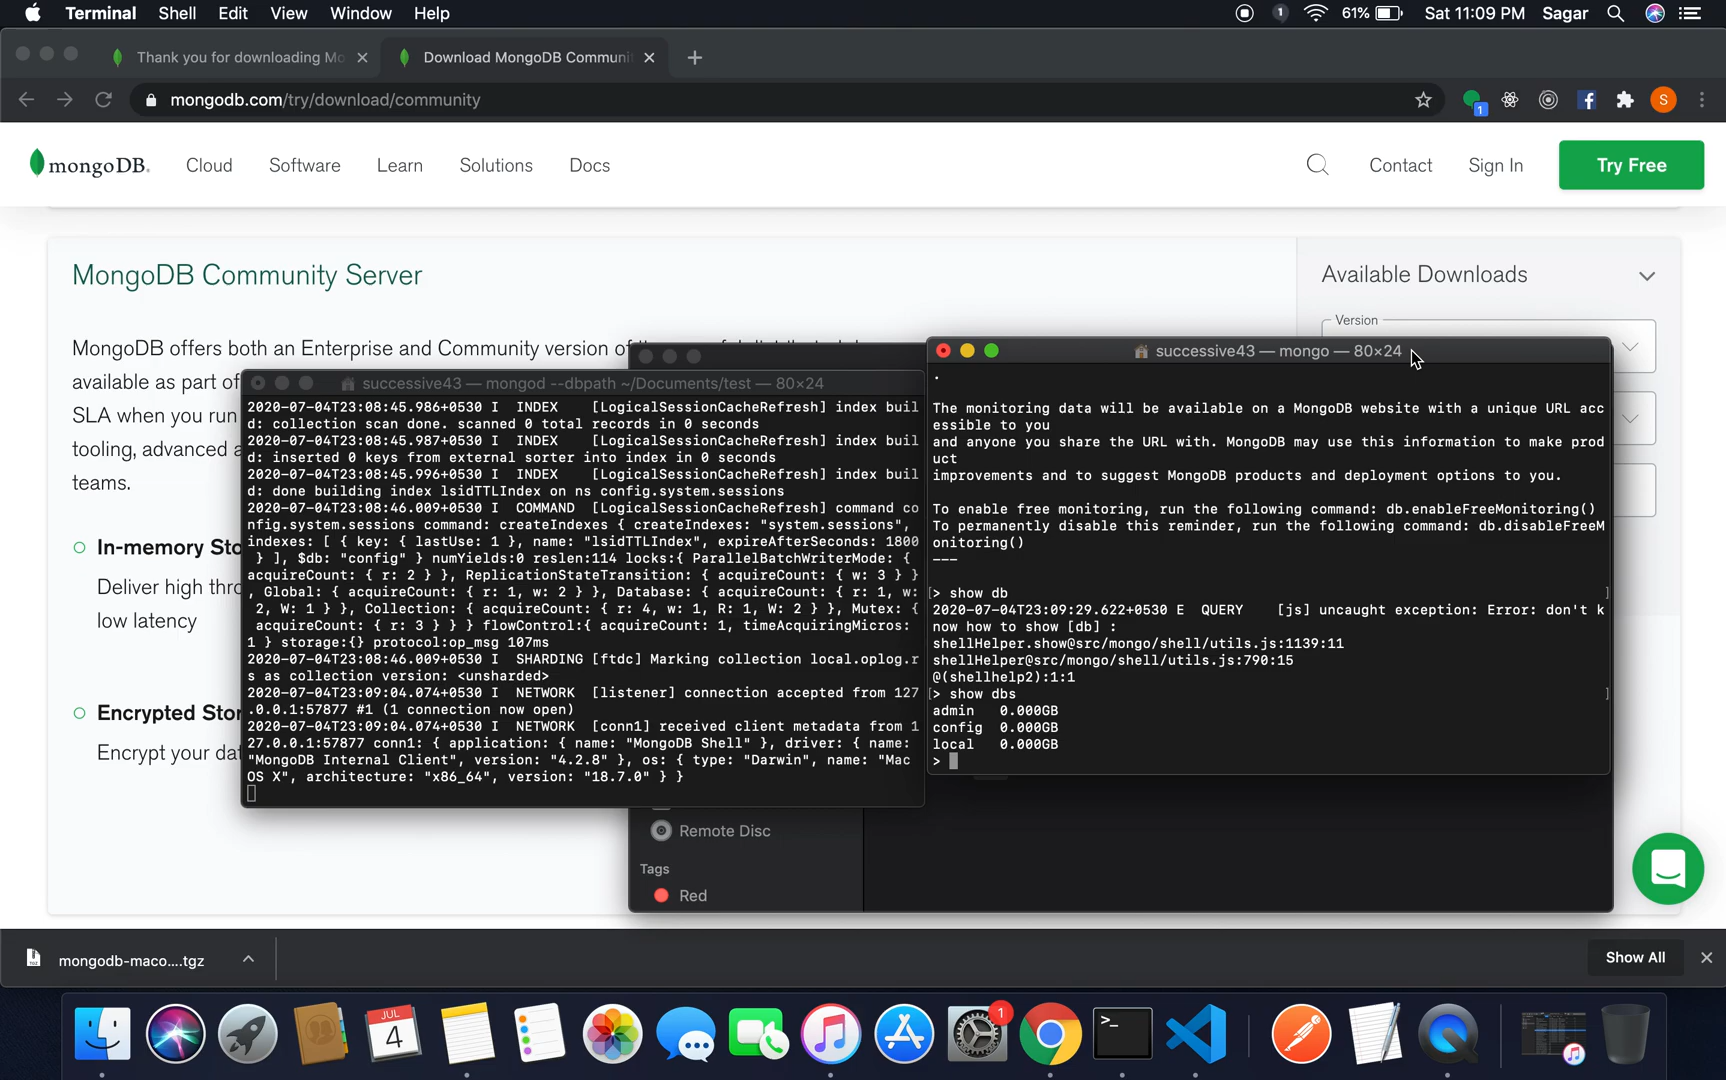 Terminal Shell Edit View Window Help
1 61% Sat 11:09 PM Sagar
Thank you for downloading Mo
Download MongoDB Communit
mongodb.com/try/download/community
1
S
mongoDB.
Cloud Software Learn Solutions Docs
Contact Sign In Try Free
MongoDB Community Server
MongoDB offers both an Enterprise and Community version of
available as part of
SLA when you run
tooling, advanced a
teams.
In-memory Sto
Deliver high thro
low latency
Encrypted Stor
Encrypt your dat
Available Downloads
Version
successive43 — mongod --dbpath ~/Documents/test — 80×24
2020-07-04T23:08:45.986+0530 I  INDEX    [LogicalSessionCacheRefresh] index buil
d: collection scan done. scanned 0 total records in 0 seconds
2020-07-04T23:08:45.987+0530 I  INDEX    [LogicalSessionCacheRefresh] index buil
d: inserted 0 keys from external sorter into index in 0 seconds
2020-07-04T23:08:45.996+0530 I  INDEX    [LogicalSessionCacheRefresh] index buil
d: done building index lsidTTLIndex on ns config.system.sessions
2020-07-04T23:08:46.009+0530 I  COMMAND  [LogicalSessionCacheRefresh] command co
nfig.system.sessions command: createIndexes { createIndexes: "system.sessions",
indexes: [ { key: { lastUse: 1 }, name: "lsidTTLIndex", expireAfterSeconds: 1800
} ], $db: "config" } numYields:0 reslen:114 locks:{ ParallelBatchWriterMode: {
acquireCount: { r: 2 } }, ReplicationStateTransition: { acquireCount: { w: 3 } }
, Global: { acquireCount: { r: 1, w: 2 } }, Database: { acquireCount: { r: 1, w:
2, W: 1 } }, Collection: { acquireCount: { r: 4, w: 1, R: 1, W: 2 } }, Mutex: {
acquireCount: { r: 3 } } } flowControl:{ acquireCount: 1, timeAcquiringMicros:
1 } storage:{} protocol:op_msg 107ms
2020-07-04T23:08:46.009+0530 I  SHARDING [ftdc] Marking collection local.oplog.r
s as collection version: <unsharded>
2020-07-04T23:09:04.074+0530 I  NETWORK  [listener] connection accepted from 127
.0.0.1:57877 #1 (1 connection now open)
2020-07-04T23:09:04.074+0530 I  NETWORK  [conn1] received client metadata from 1
27.0.0.1:57877 conn1: { application: { name: "MongoDB Shell" }, driver: { name:
"MongoDB Internal Client", version: "4.2.8" }, os: { type: "Darwin", name: "Mac
OS X", architecture: "x86_64", version: "18.7.0" } }
successive43 — mongo — 80×24
.
The monitoring data will be available on a MongoDB website with a unique URL acc
essible to you
and anyone you share the URL with. MongoDB may use this information to make prod
uct
improvements and to suggest MongoDB products and deployment options to you.
To enable free monitoring, run the following command: db.enableFreeMonitoring()
To permanently disable this reminder, run the following command: db.disableFreeM
onitoring()
---
[> show db ]
2020-07-04T23:09:29.622+0530 E  QUERY    [js] uncaught exception: Error: don't k
now how to show [db] :
shellHelper.show@src/mongo/shell/utils.js:1139:11
shellHelper@src/mongo/shell/utils.js:790:15
@(shellhelp2):1:1
[> show dbs ]
admin   0.000GB
config  0.000GB
local   0.000GB
>
Remote Disc
Tags
Red
mongodb-maco....tgz
Show All
JUL
4
1
>_